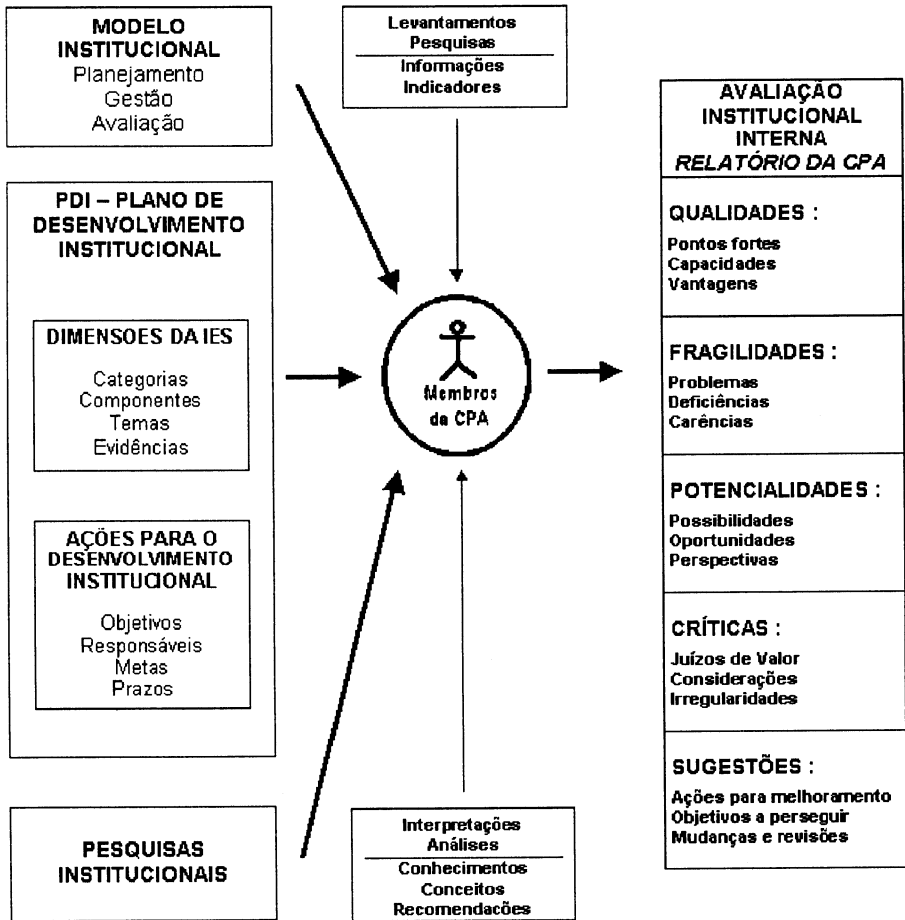 MODELO
INSTITUCIONAL
Planejamento
Gestão
Avaliação
PDI – PLANO DE
DESENVOLVIMENTO
INSTITUCIONAL
DIMENSOES DA IES
Categorias
Componentes
Temas
Evidências
AÇÕES PARA O
DESENVOLVIMENTO
INSTITUCIONAL
Objetivos
Responsáveis
Metas
Prazos
PESQUISAS
INSTITUCIONAIS
Levantamentos
Pesquisas
Informações
Indicadores
Membros
da CPA
Interpretações
Análises
Conhecimentos
Conceitos
Recomendações
AVALIAÇÃO
INSTITUCIONAL
INTERNA
RELATÓRIO DA CPA
QUALIDADES :
Pontos fortes
Capacidades
Vantagens
FRAGILIDADES :
Problemas
Deficiências
Carências
POTENCIALIDADES :
Possibilidades
Oportunidades
Perspectivas
CRÍTICAS :
Juízos de Valor
Considerações
Irregularidades
SUGESTÕES :
Ações para melhoramento
Objetivos a perseguir
Mudanças e revisões